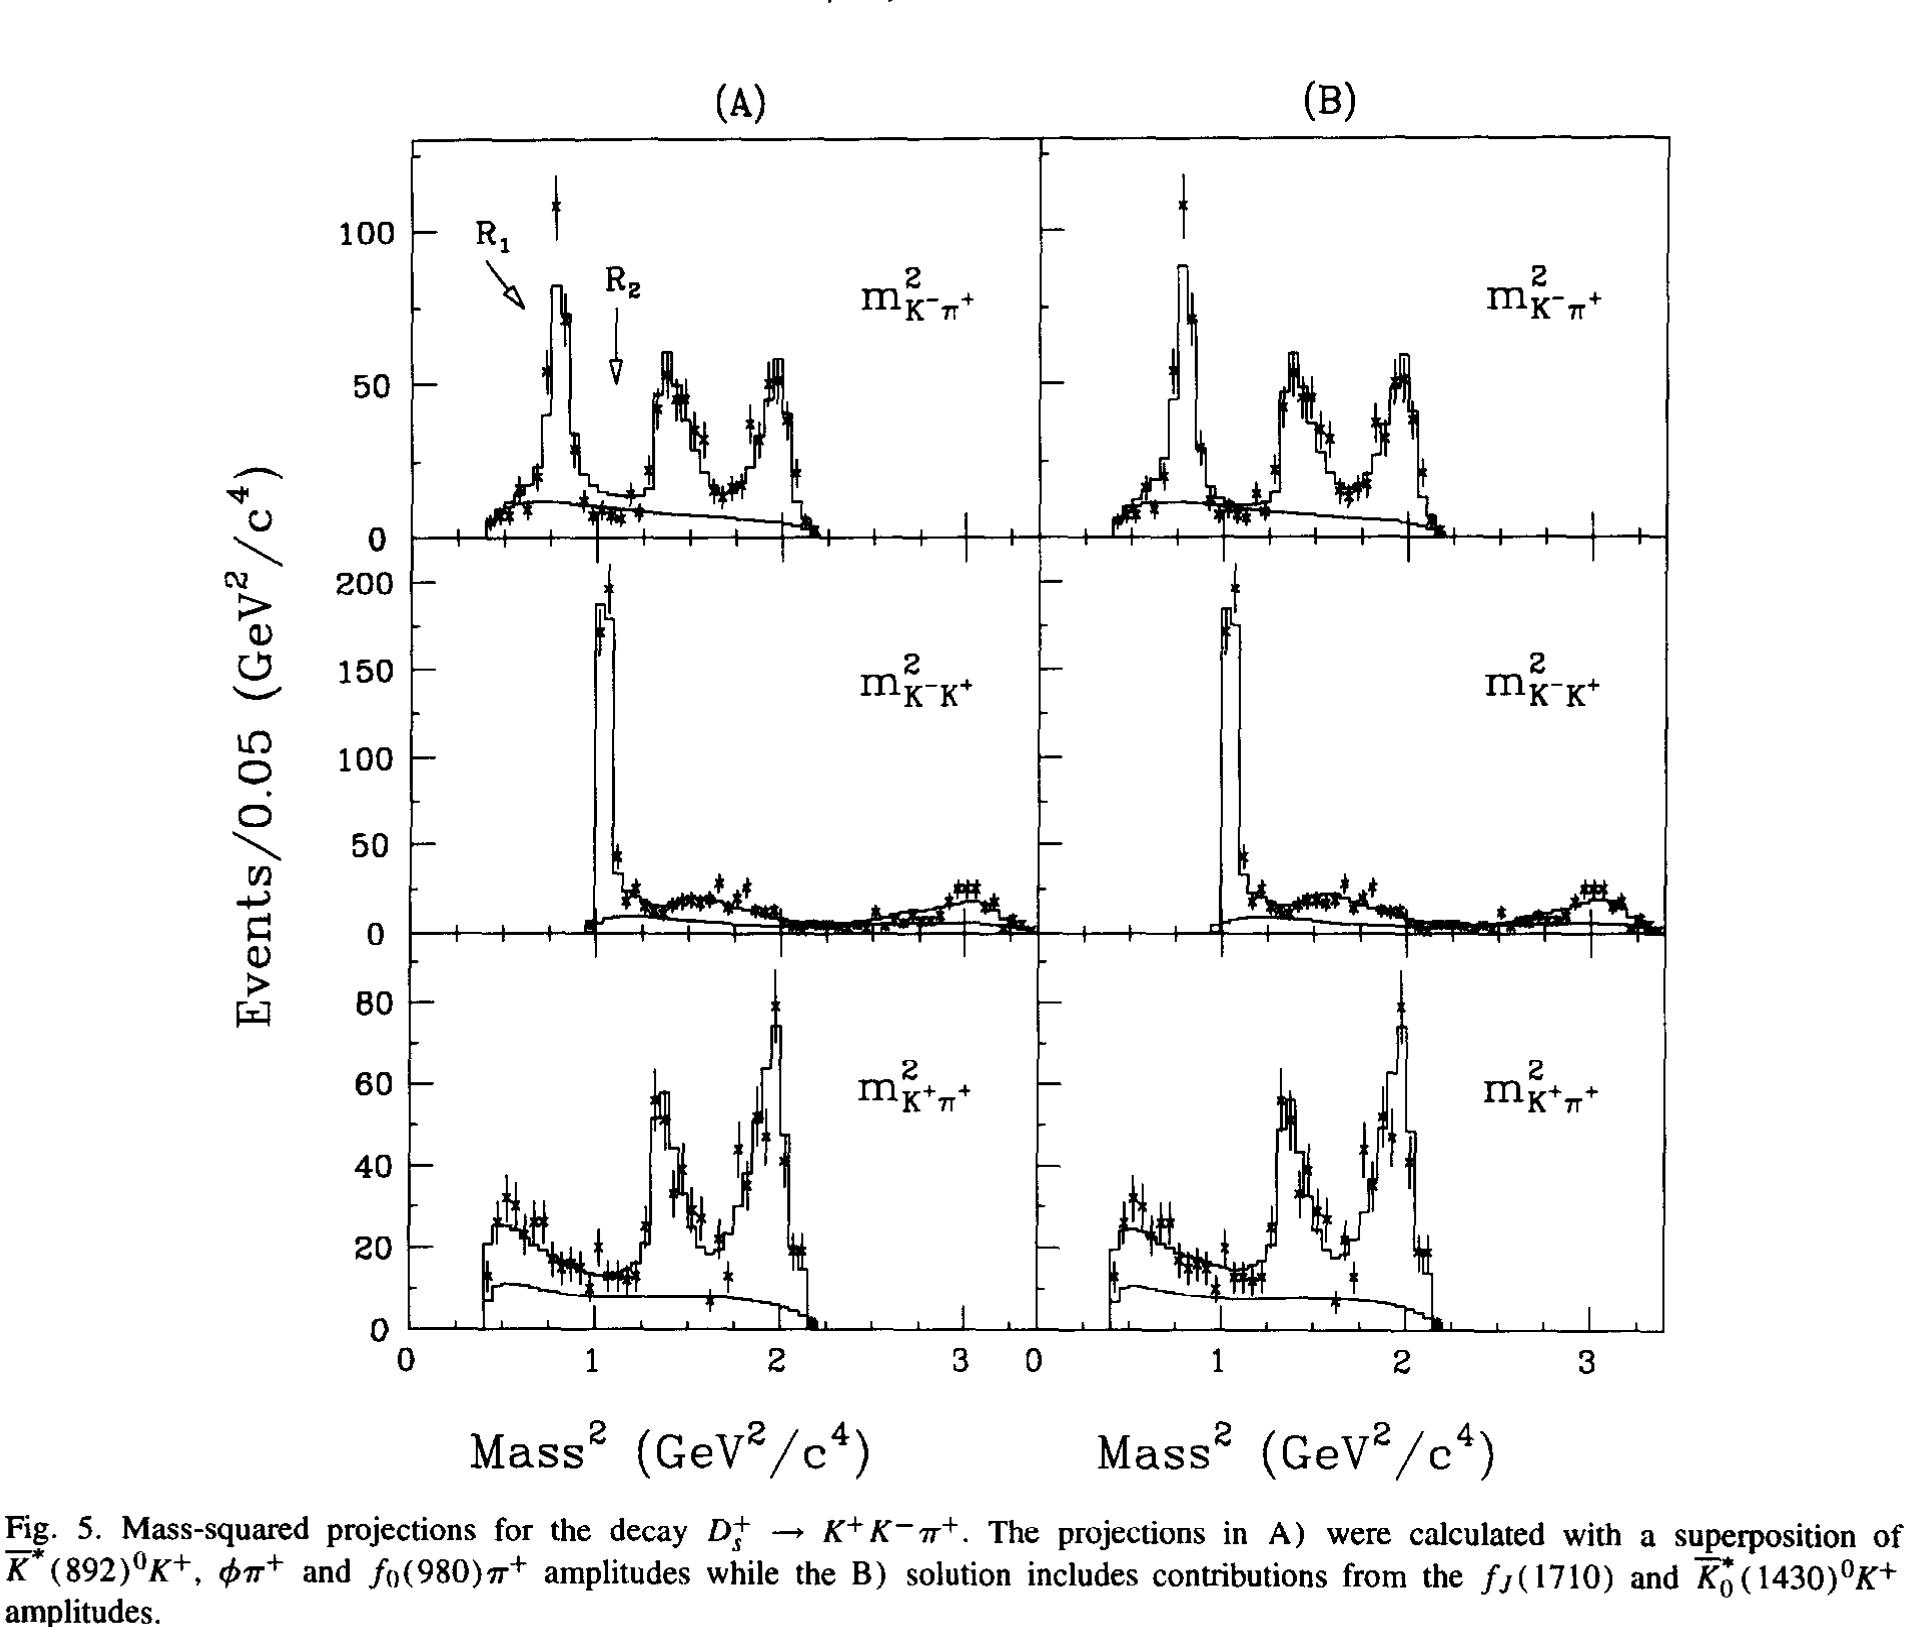 (A) (B)
Events/0.05 (GeV²/c⁴)
100
50
0
R₁
R₂
m²K⁻π⁺
m²K⁻π⁺
200
150
100
50
0
m²K⁻K⁺
m²K⁻K⁺
80
60
40
20
0
m²K⁺π⁺
m²K⁺π⁺
0 1 2 3 0 1 2 3
Mass² (GeV²/c⁴) Mass² (GeV²/c⁴)
Fig. 5. Mass-squared projections for the decay D_s⁺ → K⁺K⁻π⁺. The projections in A) were calculated with a superposition of
K̅*(892)⁰K⁺, ϕπ⁺ and f₀(980)π⁺ amplitudes while the B) solution includes contributions from the f_J(1710) and K̅₀*(1430)⁰K⁺
amplitudes.